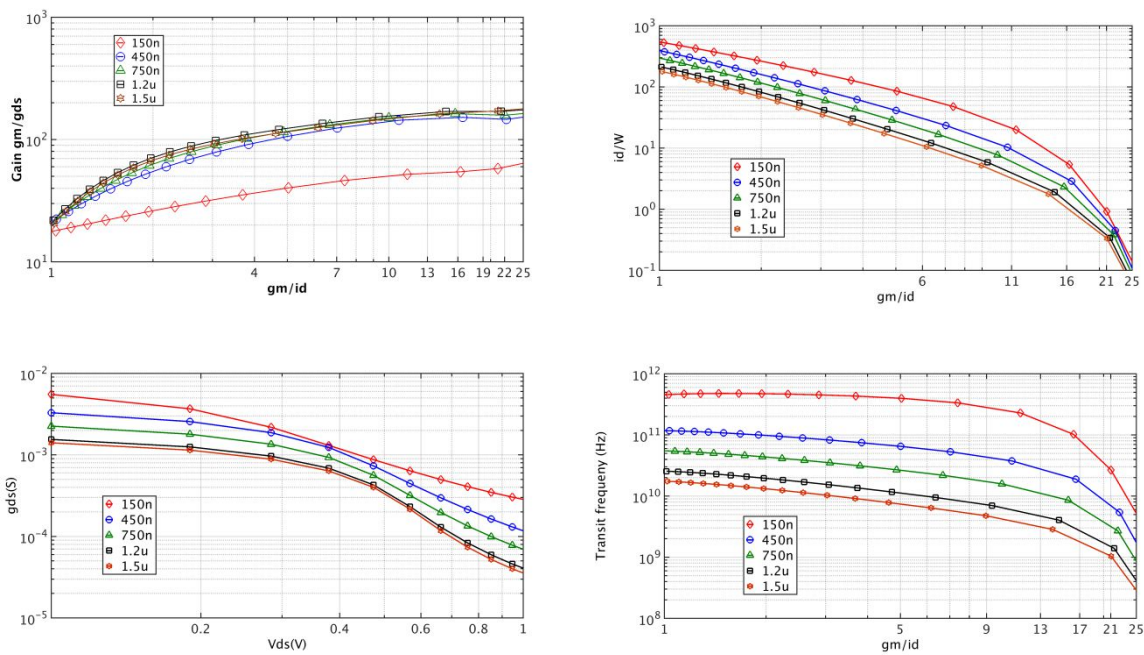 Gain gm/gds
10^3
10^2
10^1
150n
450n
750n
1.2u
1.5u
1 4 7 10 13 16 19 22 25
gm/id
id/W
10^3
10^2
10^1
10^0
10^-1
150n
450n
750n
1.2u
1.5u
1 6 11 16 21 25
gm/id
gds(S)
10^-2
10^-3
10^-4
10^-5
150n
450n
750n
1.2u
1.5u
0.2 0.4 0.6 0.8 1
Vds(V)
Transit frequeny (Hz)
10^12
10^11
10^10
10^9
10^8
150n
450n
750n
1.2u
1.5u
1 5 9 13 17 21 25
gm/id